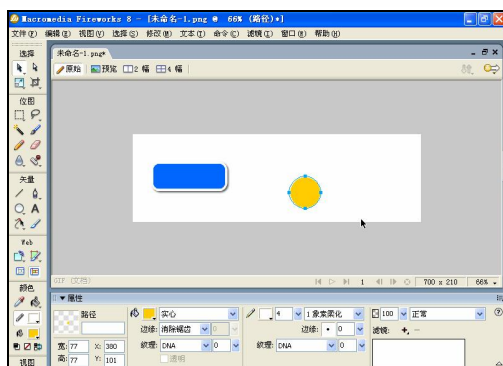 Macromedia Fireworks 8 - [未命名-1.png @ 66% (路径)*]
文件(F) 编辑(E) 视图(V) 选择(S) 修改(M) 文本(T) 命令(C) 滤镜(I) 窗口(W) 帮助(H)
选择
未命名-1.png*
原始 预览 2 幅 4 幅
位图
矢量
Web
GIF (文档) 1 700 x 210 66%
颜色
属性
路径 实心 4 1象素柔化 100 正常
边缘: 消除锯齿 0 边缘: 0 滤镜:
宽: 77 X: 380 纹理: DNA 0 纹理: DNA 0
高: 77 Y: 101 透明
视图